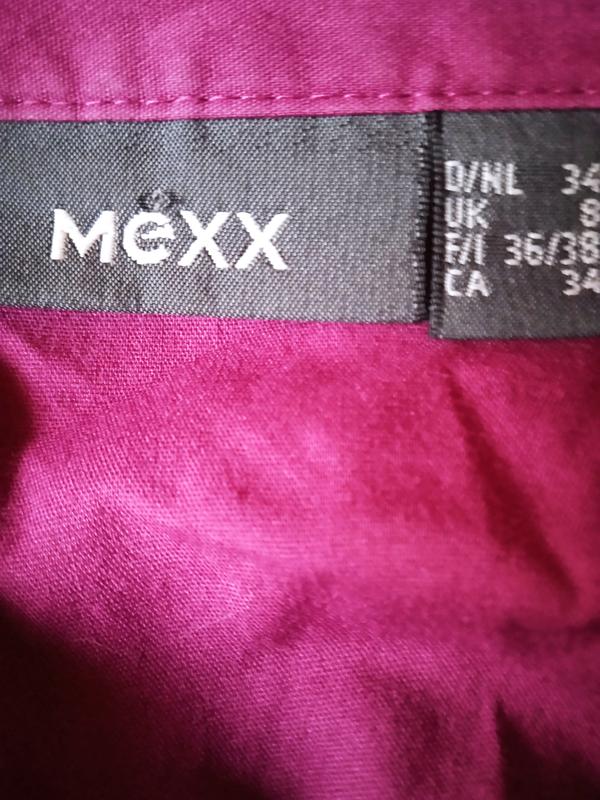 Mexx
D/NL 34
UK 8
F/I 36/38
CA 34